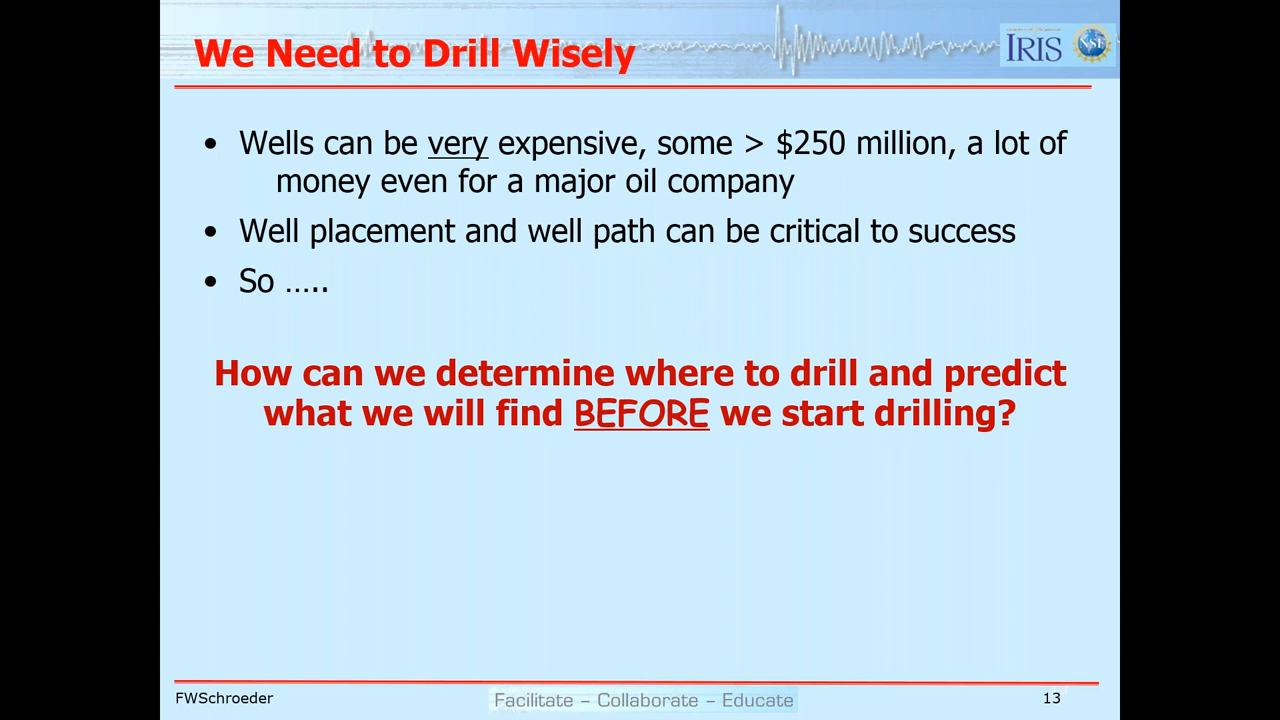 We Need to Drill Wisely
IRIS
NSF
• Wells can be very expensive, some > $250 million, a lot of
money even for a major oil company
• Well placement and well path can be critical to success
• So …..
How can we determine where to drill and predict
what we will find BEFORE we start drilling?
FWSchroeder
Facilitate – Collaborate – Educate
13